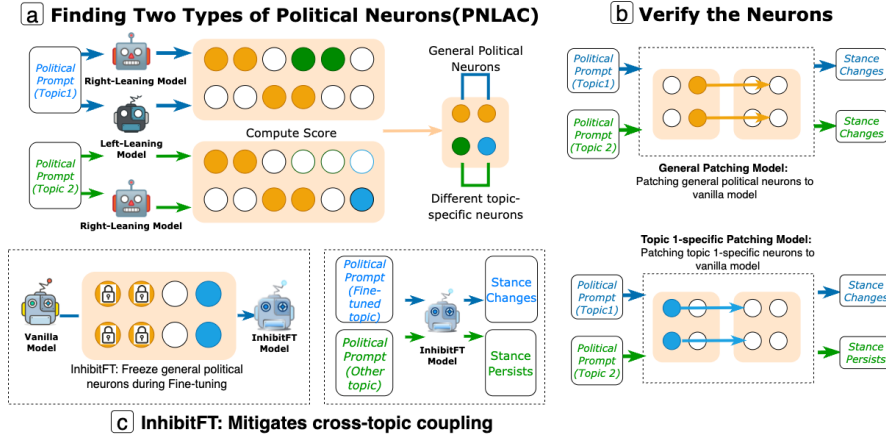 a Finding Two Types of Political Neurons(PNLAC)
Political
Prompt
(Topic1)
Right-Leaning Model
Left-Leaning
Model
Compute Score
Political
Prompt
(Topic 2)
Right-Leaning Model
General Political
Neurons
Different topic-
specific neurons
b Verify the Neurons
Political
Prompt
(Topic1)
Stance
Changes
Political
Prompt
(Topic 2)
Stance
Changes
General Patching Model:
Patching general political neurons to
vanilla model
Topic 1-specific Patching Model:
Patching topic 1-specific neurons to
vanilla model
Political
Prompt
(Topic1)
Stance
Changes
Political
Prompt
(Topic 2)
Stance
Persists
Vanilla
Model
InhibitFT
Model
InhibitFT: Freeze general political
neurons during Fine-tuning
Political
Prompt
(Fine-
tuned
topic)
Stance
Changes
Political
Prompt
(Other
topic)
InhibitFT
Model
Stance
Persists
c InhibitFT: Mitigates cross-topic coupling